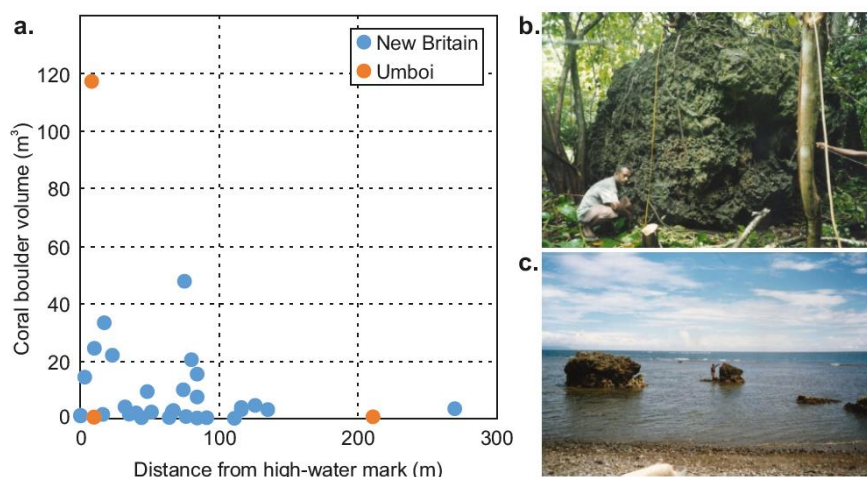 a.
New Britain
Umboi
120
100
80
60
40
20
0
Coral boulder volume (m³)
0
100
200
300
Distance from high-water mark (m)
b.
c.